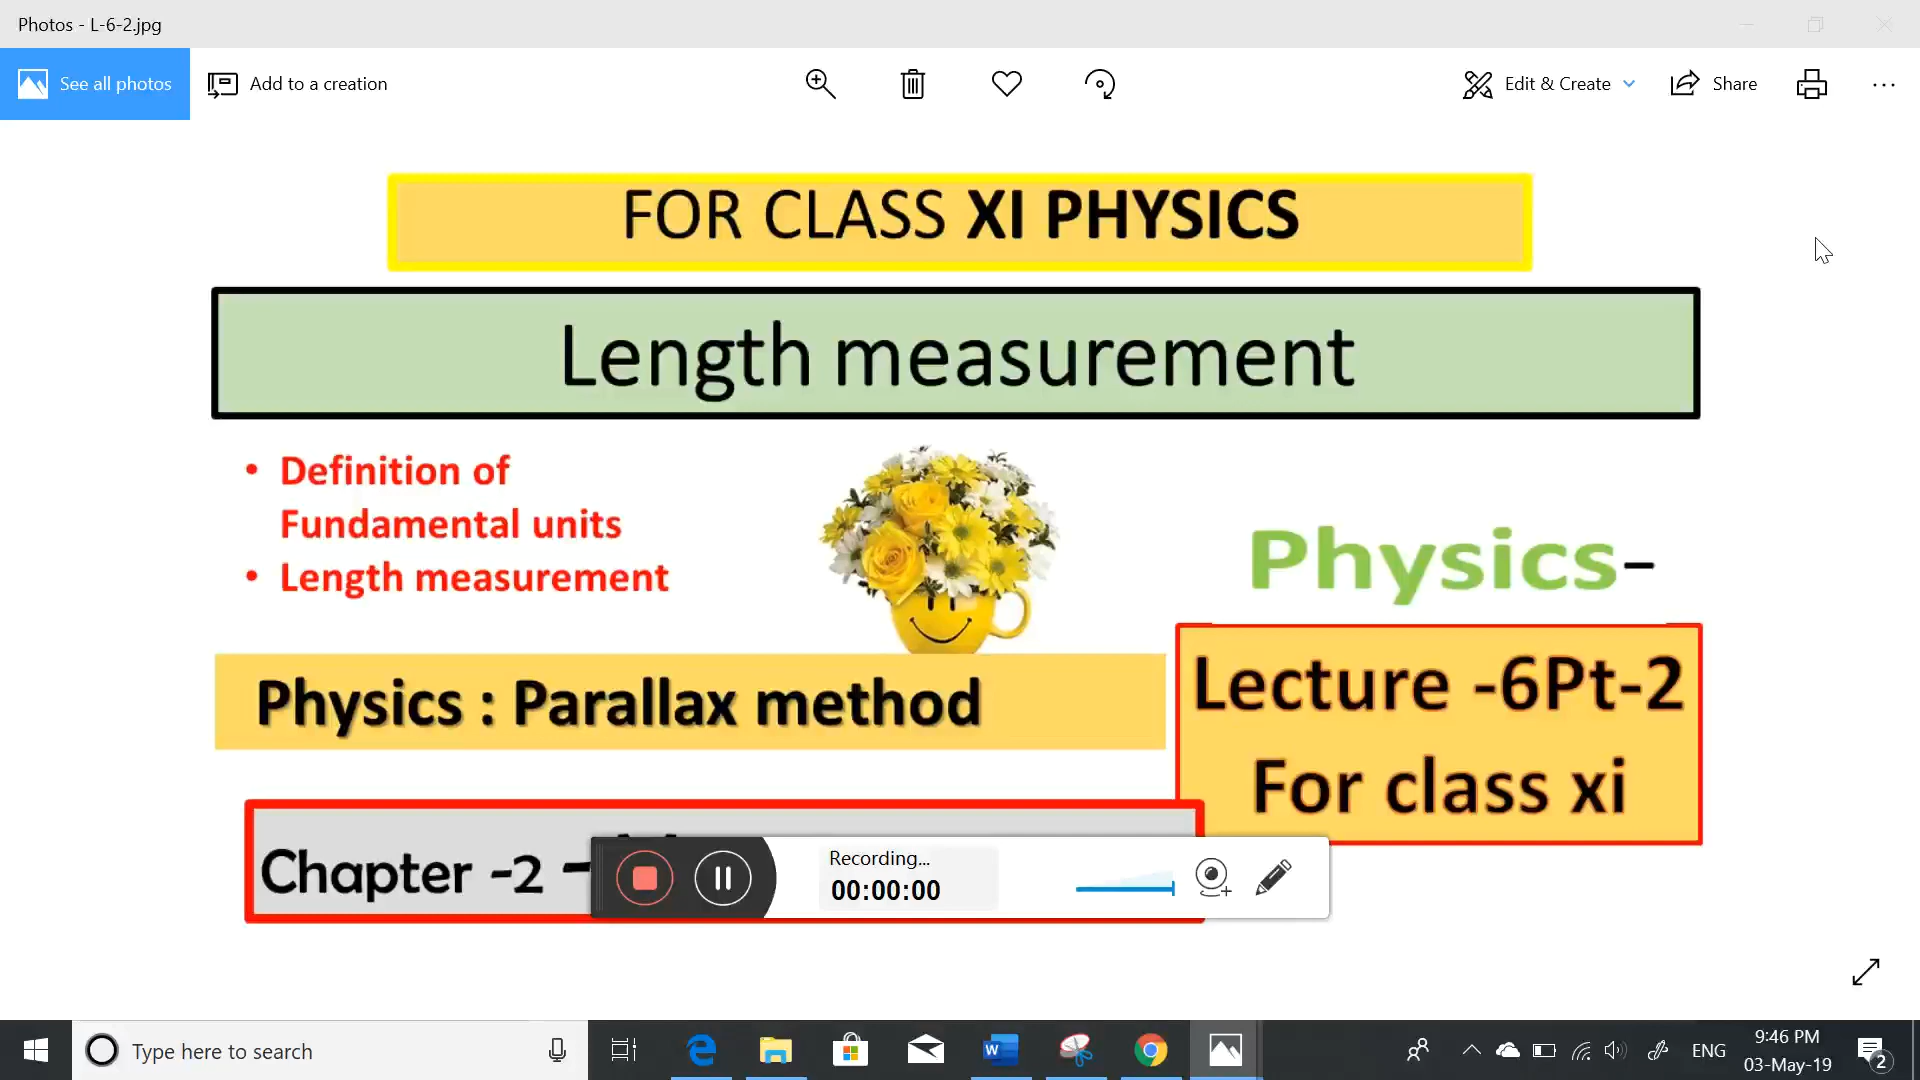 Photos - L-6-2.jpg
See all photos
Add to a creation
Edit & Create
Share
FOR CLASS XI PHYSICS
Length measurement
• Definition of
Fundamental units
• Length measurement
Physics-
Physics : Parallax method
Lecture -6Pt-2
For class xi
Chapter -2 -
Recording...
00:00:00
Type here to search
ENG
9:46 PM
03-May-19
2